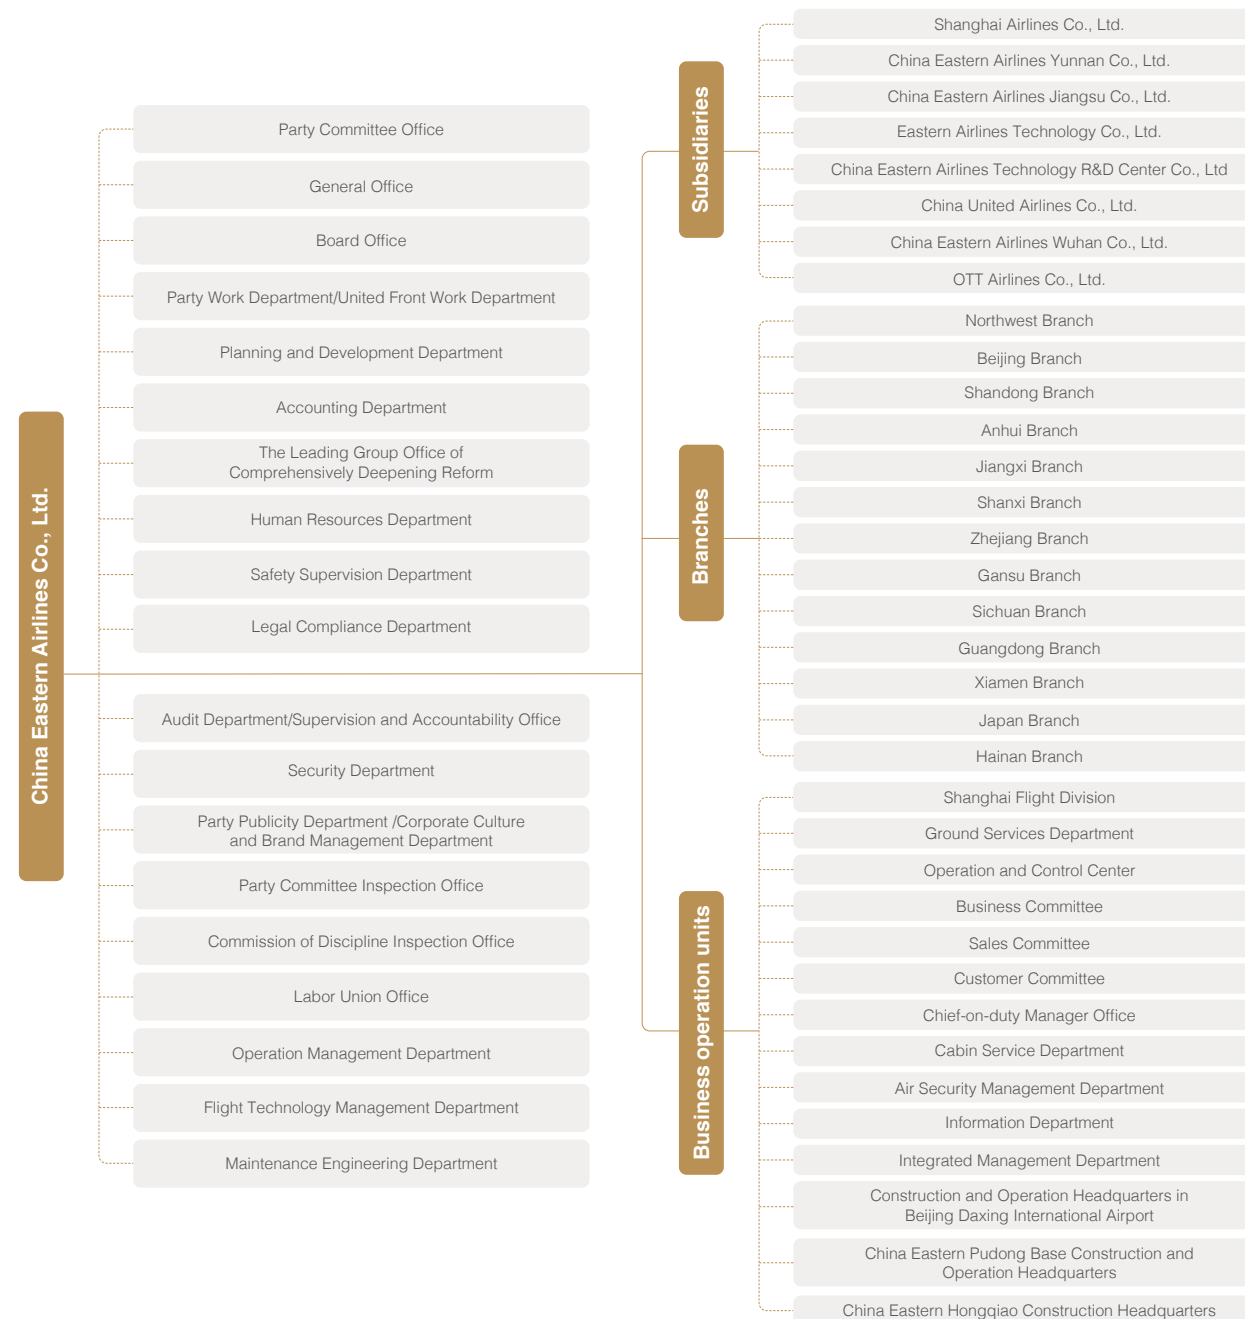 China Eastern Airlines Co., Ltd.
Party Committee Office
General Office
Board Office
Party Work Department/United Front Work Department
Planning and Development Department
Accounting Department
The Leading Group Office of
Comprehensively Deepening Reform
Human Resources Department
Safety Supervision Department
Legal Compliance Department
Audit Department/Supervision and Accountability Office
Security Department
Party Publicity Department /Corporate Culture
and Brand Management Department
Party Committee Inspection Office
Commission of Discipline Inspection Office
Labor Union Office
Operation Management Department
Flight Technology Management Department
Maintenance Engineering Department
Subsidiaries
Shanghai Airlines Co., Ltd.
China Eastern Airlines Yunnan Co., Ltd.
China Eastern Airlines Jiangsu Co., Ltd.
Eastern Airlines Technology Co., Ltd.
China Eastern Airlines Technology R&D Center Co., Ltd
China United Airlines Co., Ltd.
China Eastern Airlines Wuhan Co., Ltd.
OTT Airlines Co., Ltd.
Branches
Northwest Branch
Beijing Branch
Shandong Branch
Anhui Branch
Jiangxi Branch
Shanxi Branch
Zhejiang Branch
Gansu Branch
Sichuan Branch
Guangdong Branch
Xiamen Branch
Japan Branch
Hainan Branch
Business operation units
Shanghai Flight Division
Ground Services Department
Operation and Control Center
Business Committee
Sales Committee
Customer Committee
Chief-on-duty Manager Office
Cabin Service Department
Air Security Management Department
Information Department
Integrated Management Department
Construction and Operation Headquarters in
Beijing Daxing International Airport
China Eastern Pudong Base Construction and
Operation Headquarters
China Eastern Hongqiao Construction Headquarters